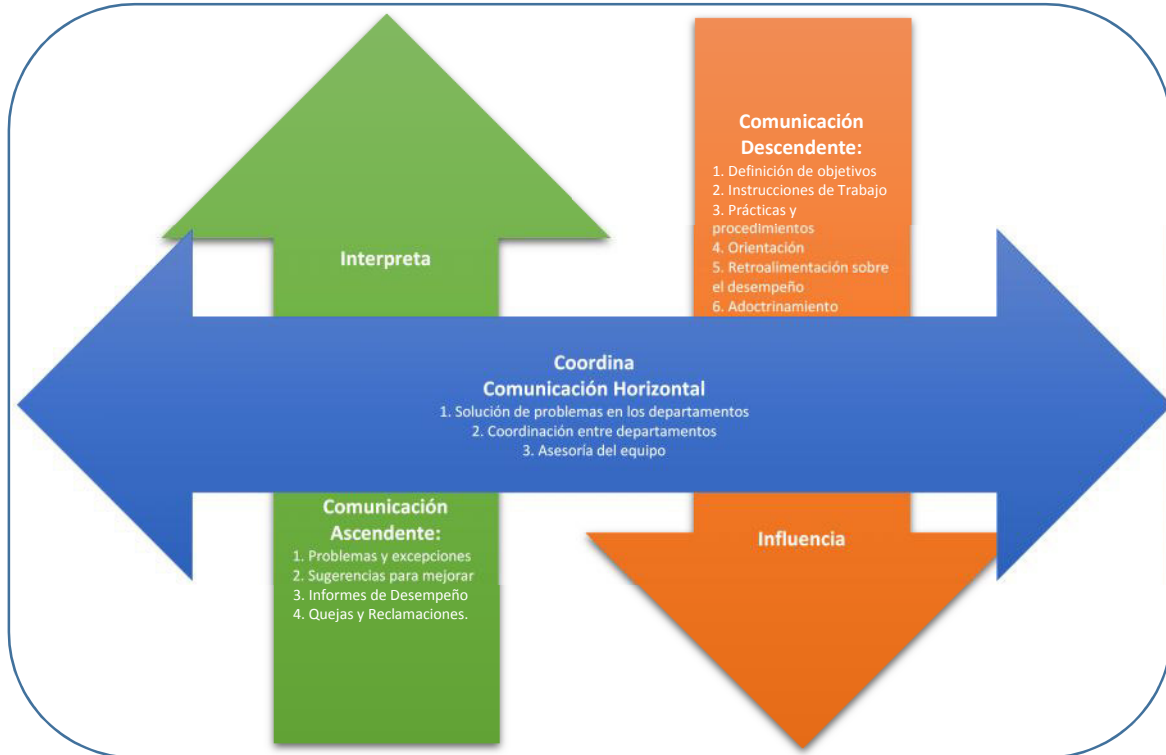 Comunicación
Descendente:
1. Definición de objetivos
2. Instrucciones de Trabajo
3. Prácticas y
procedimientos
4. Orientación
5. Retroalimentación sobre
el desempeño
6. Adoctrinamiento
Interpreta
Coordina
Comunicación Horizontal
1. Solución de problemas en los departamentos
2. Coordinación entre departamentos
3. Asesoría del equipo
Comunicación
Ascendente:
1. Problemas y excepciones
2. Sugerencias para mejorar
3. Informes de Desempeño
4. Quejas y Reclamaciones.
Influencia